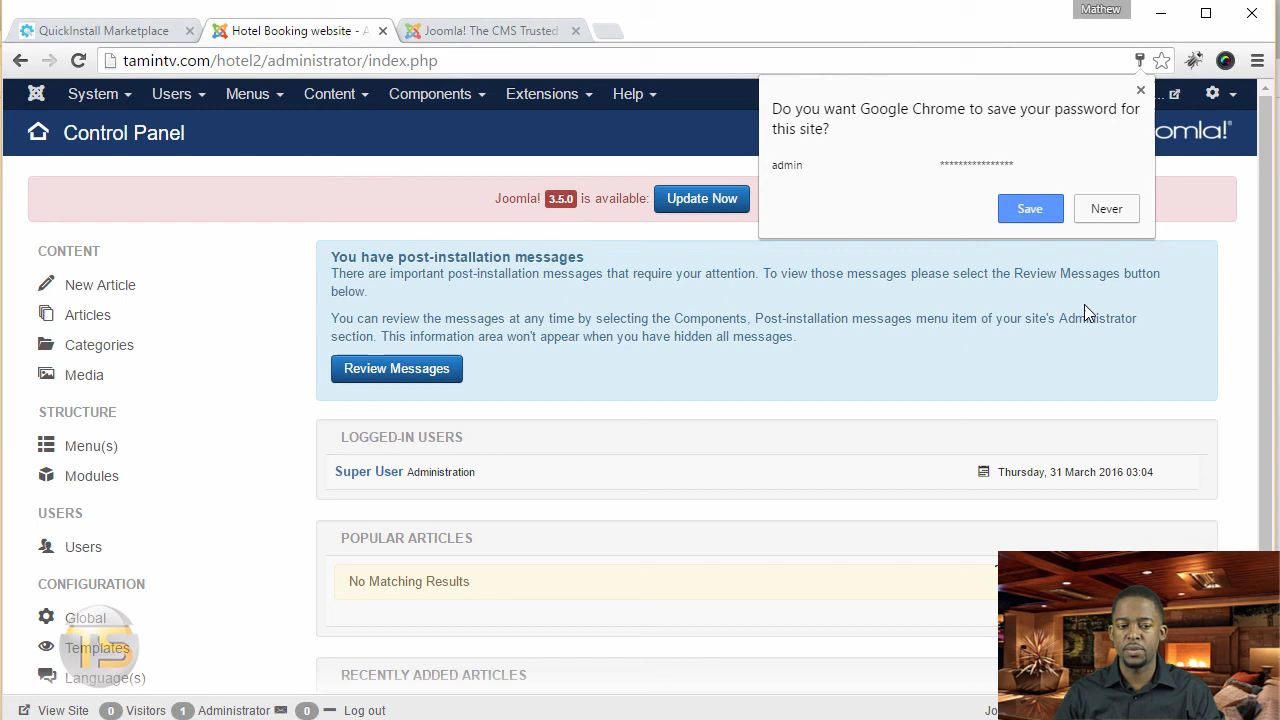 Mathew
QuickInstall Marketplace
Hotel Booking website - A
Joomla! The CMS Trusted
tamintv.com/hotel2/administrator/index.php
System Users Menus Content Components Extensions Help
Control Panel
Do you want Google Chrome to save your password for
this site?
admin ****************
Save Never
Joomla! 3.5.0 is available: Update Now
CONTENT
New Article
Articles
Categories
Media
STRUCTURE
Menu(s)
Modules
USERS
Users
CONFIGURATION
Global
Templates
Language(s)
You have post-installation messages
There are important post-installation messages that require your attention. To view those messages please select the Review Messages button
below.
You can review the messages at any time by selecting the Components, Post-installation messages menu item of your site's Administrator
section. This information area won't appear when you have hidden all messages.
Review Messages
LOGGED-IN USERS
Super User Administration Thursday, 31 March 2016 03:04
POPULAR ARTICLES
No Matching Results
RECENTLY ADDED ARTICLES
TS
View Site 0 Visitors 1 Administrator 0 Log out